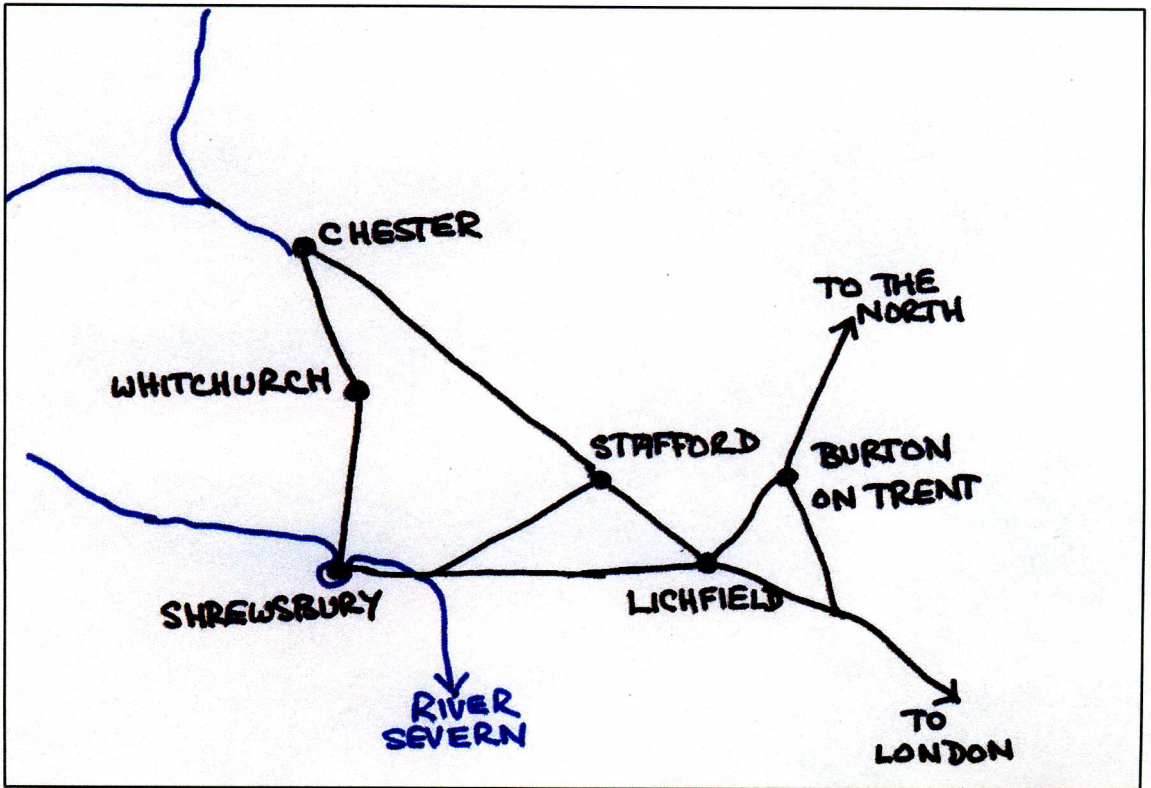 CHESTER
TO THE
NORTH
WHITCHURCH
STAFFORD
BURTON
ON TRENT
SHREWSBURY
LICHFIELD
RIVER
SEVERN
TO
LONDON